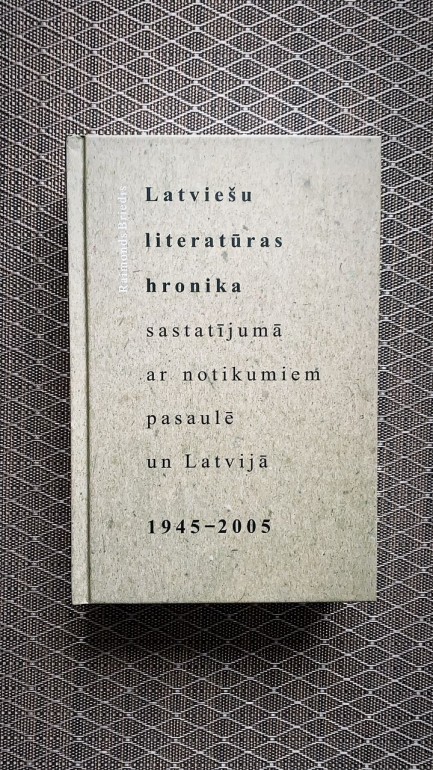 Raimonds Briedis
Latviešu
literatūras
hronika
sastatījumā
ar notikumiem
pasaulē
un Latvijā
1945–2005